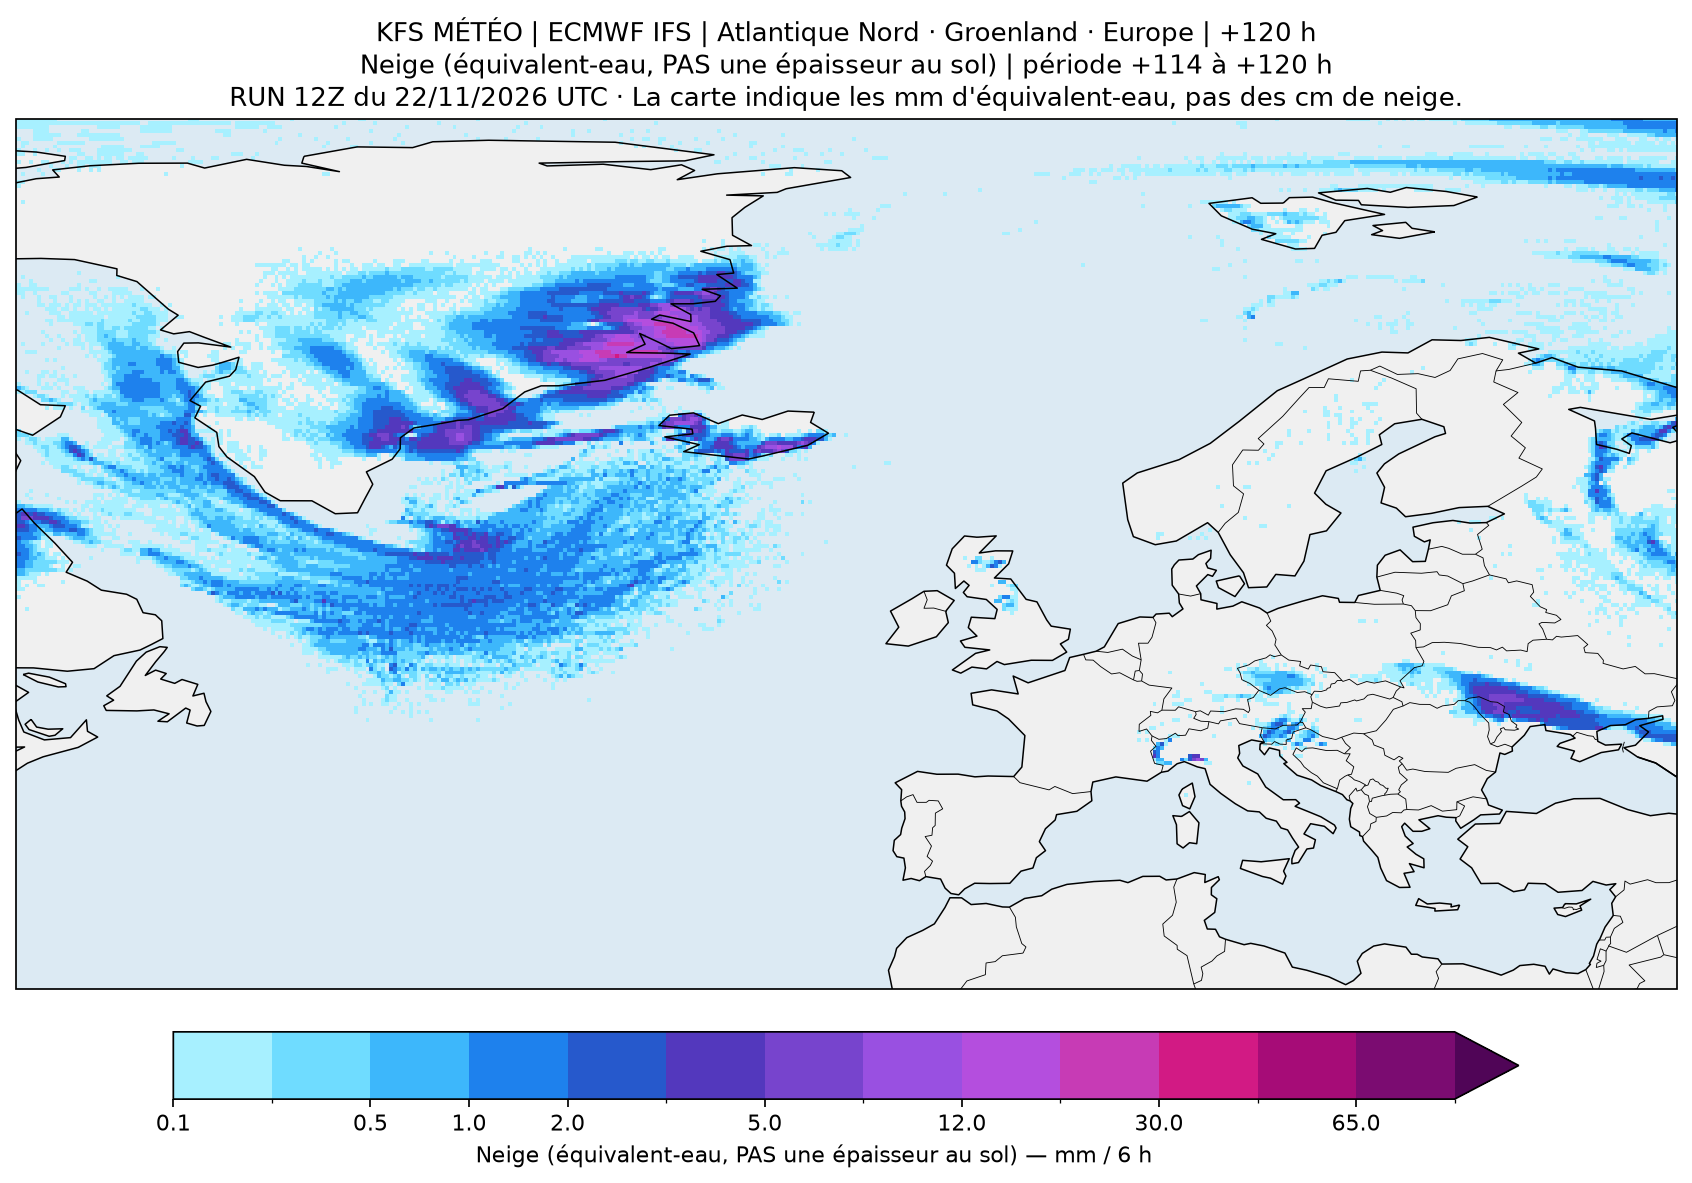 KFS MÉTÉO | ECMWF IFS | Atlantique Nord · Groenland · Europe | +120 h
Neige (équivalent-eau, PAS une épaisseur au sol) | période +114 à +120 h
RUN 12Z du 22/11/2026 UTC · La carte indique les mm d'équivalent-eau, pas des cm de neige.
0.1 0.5 1.0 2.0 5.0 12.0 30.0 65.0
Neige (équivalent-eau, PAS une épaisseur au sol) — mm / 6 h